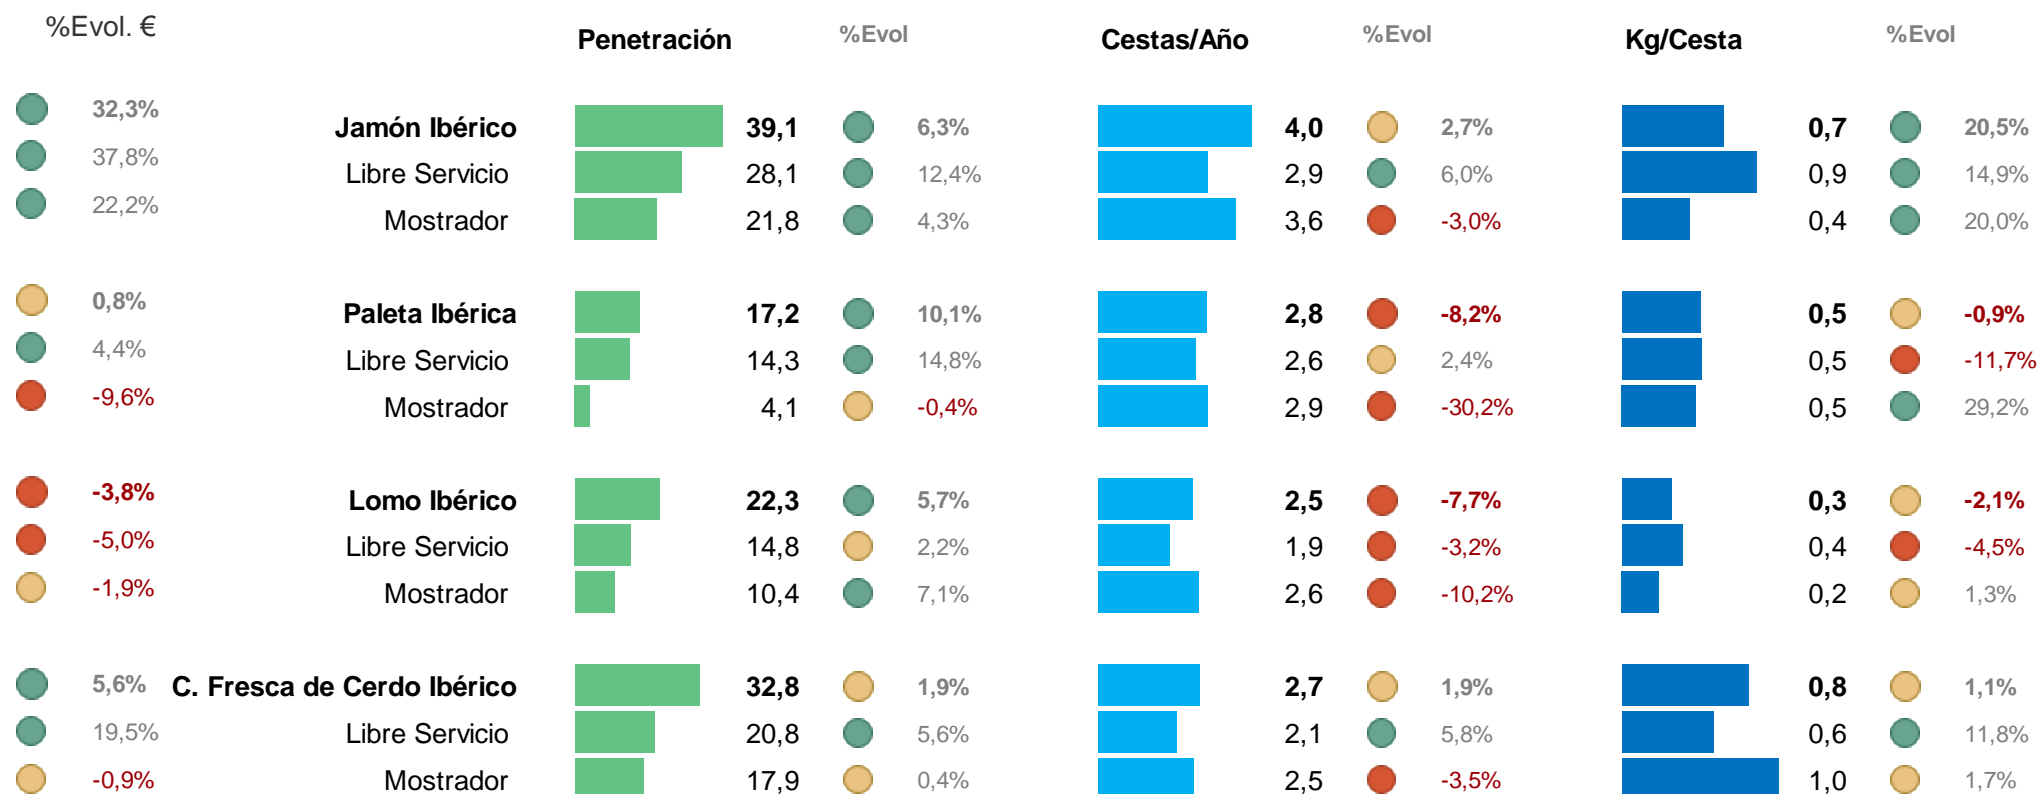 %Evol. €
Penetración %Evol Cestas/Año %Evol Kg/Cesta %Evol
32,3% Jamón Ibérico 39,1 6,3% 4,0 2,7% 0,7 20,5%
37,8% Libre Servicio 28,1 12,4% 2,9 6,0% 0,9 14,9%
22,2% Mostrador 21,8 4,3% 3,6 -3,0% 0,4 20,0%
0,8% Paleta Ibérica 17,2 10,1% 2,8 -8,2% 0,5 -0,9%
4,4% Libre Servicio 14,3 14,8% 2,6 2,4% 0,5 -11,7%
-9,6% Mostrador 4,1 -0,4% 2,9 -30,2% 0,5 29,2%
-3,8% Lomo Ibérico 22,3 5,7% 2,5 -7,7% 0,3 -2,1%
-5,0% Libre Servicio 14,8 2,2% 1,9 -3,2% 0,4 -4,5%
-1,9% Mostrador 10,4 7,1% 2,6 -10,2% 0,2 1,3%
5,6% C. Fresca de Cerdo Ibérico 32,8 1,9% 2,7 1,9% 0,8 1,1%
19,5% Libre Servicio 20,8 5,6% 2,1 5,8% 0,6 11,8%
-0,9% Mostrador 17,9 0,4% 2,5 -3,5% 1,0 1,7%